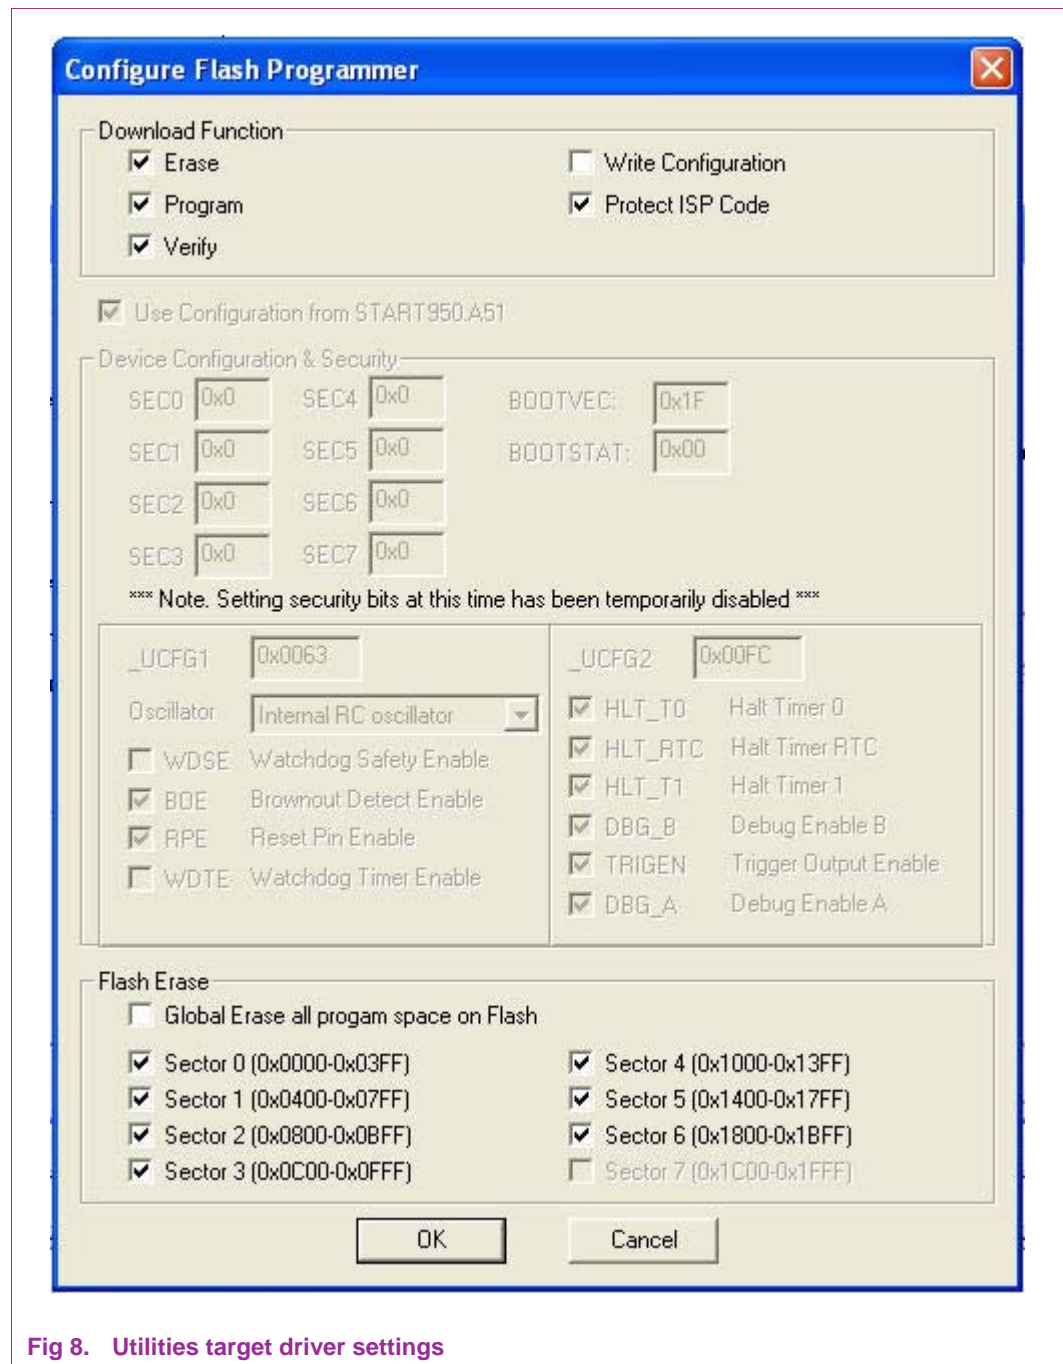 Configure Flash Programmer
Download Function
Erase
Write Configuration
Program
Protect ISP Code
Verify
Use Configuration from START950.A51
Device Configuration & Security
SEC0 0x0 SEC4 0x0 BOOTVEC: 0x1F
SEC1 0x0 SEC5 0x0 BOOTSTAT: 0x00
SEC2 0x0 SEC6 0x0
SEC3 0x0 SEC7 0x0
*** Note. Setting security bits at this time has been temporarily disabled ***
_UCFG1 0x0063
Oscillator Internal RC oscillator
WDSE Watchdog Safety Enable
BOE Brownout Detect Enable
RPE Reset Pin Enable
WDTE Watchdog Timer Enable
_UCFG2 0x00FC
HLT_T0 Halt Timer 0
HLT_RTC Halt Timer RTC
HLT_T1 Halt Timer 1
DBG_B Debug Enable B
TRIGEN Trigger Output Enable
DBG_A Debug Enable A
Flash Erase
Global Erase all progam space on Flash
Sector 0 (0x0000-0x03FF)
Sector 4 (0x1000-0x13FF)
Sector 1 (0x0400-0x07FF)
Sector 5 (0x1400-0x17FF)
Sector 2 (0x0800-0x0BFF)
Sector 6 (0x1800-0x1BFF)
Sector 3 (0x0C00-0x0FFF)
Sector 7 (0x1C00-0x1FFF)
OK
Cancel
Fig 8. Utilities target driver settings